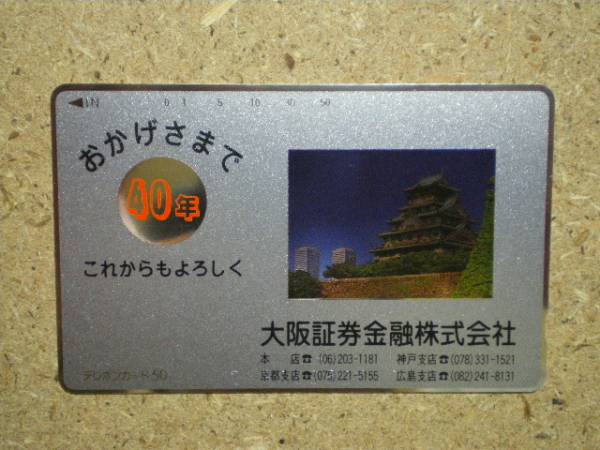 ◀IN 0 1 5 10 30 50
おかげさまで
40年
これからもよろしく
大阪証券金融株式会社
本 店☎(06)203-1181 神戸支店☎(078)331-1521
京都支店☎(075)221-5155 広島支店☎(082)241-8131
テレホンカード50